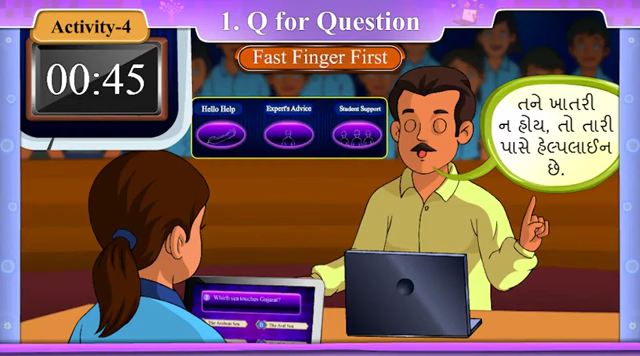 Activity-4
1. Q for Question
Fast Finger First
00:45
Hello Help
Expert's Advice
Student Support
તને ખાતરી
ન હોય, તો તારી
પાસે હેલ્પલાઈન
છે.
Which sea touches Gujarat?
The Arabian Sea
B The Aral Sea